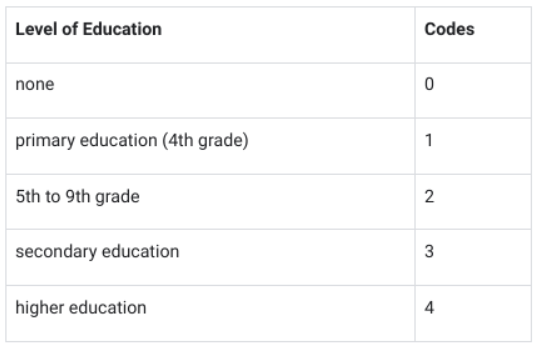 Level of Education Codes
none 0
primary education (4th grade) 1
5th to 9th grade 2
secondary education 3
higher education 4